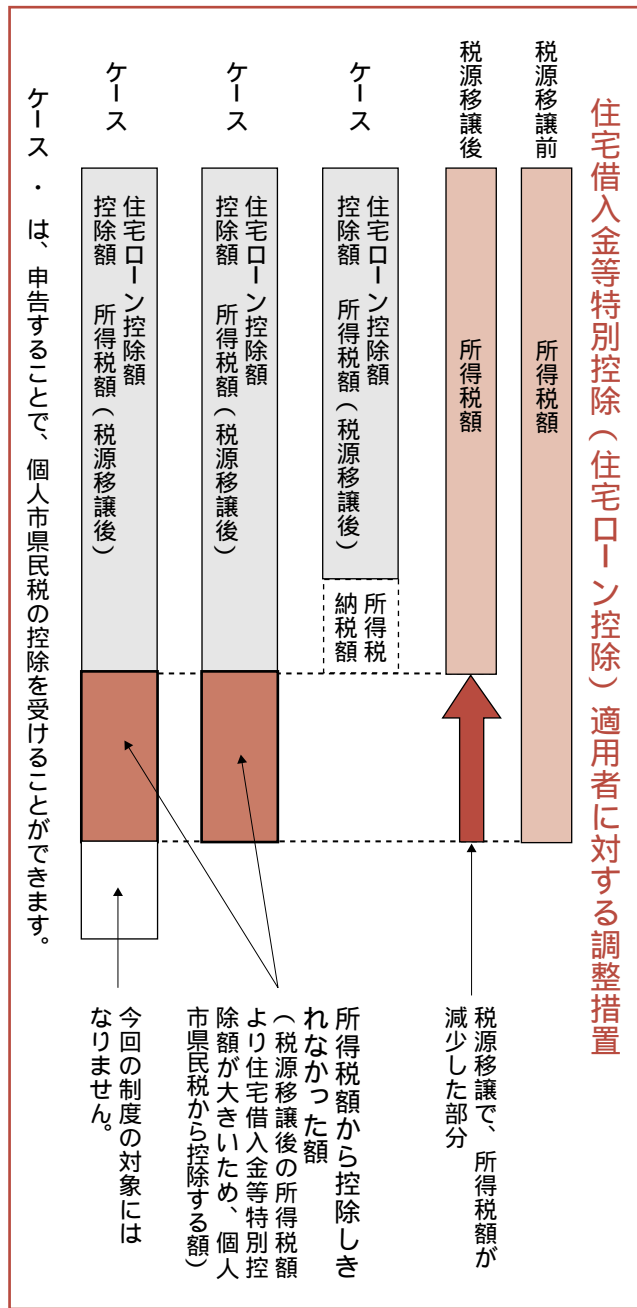 住宅借入金等特別控除(住宅ローン控除)適用者に対する調整措置
税源移譲前
所得税額
税源移譲後
所得税額
税源移譲で、所得税額が
減少した部分
ケース
住宅ローン控除額
控除額 所得税額(税源移譲後)
所得税
納税額
ケース
住宅ローン控除額
控除額 所得税額(税源移譲後)
所得税額から控除しき
れなかった額
(税源移譲後の所得税額
より住宅借入金等特別控
除額が大きいため、個人
市県民税から控除する額)
ケース
住宅ローン控除額
控除額 所得税額(税源移譲後)
今回の制度の対象には
なりません。
ケース ・ は、申告することで、個人市県民税の控除を受けることができます。